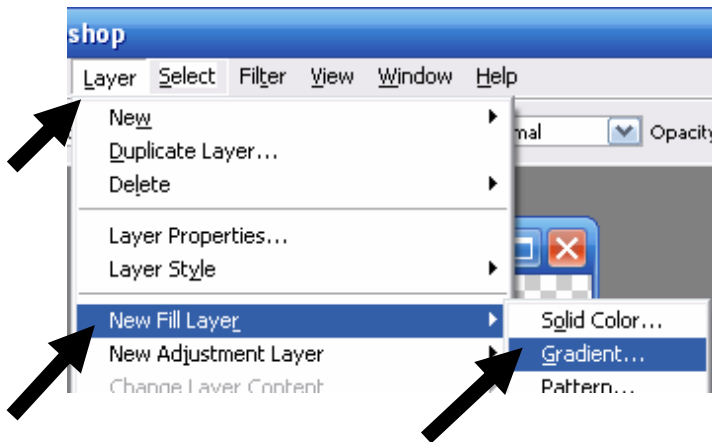 shop
Layer Select Filter View Window Help
mal Opacity
New
Duplicate Layer...
Delete
Layer Properties...
Layer Style
New Fill Layer
Solid Color...
New Adjustment Layer
Gradient...
Change Layer Content
Pattern...